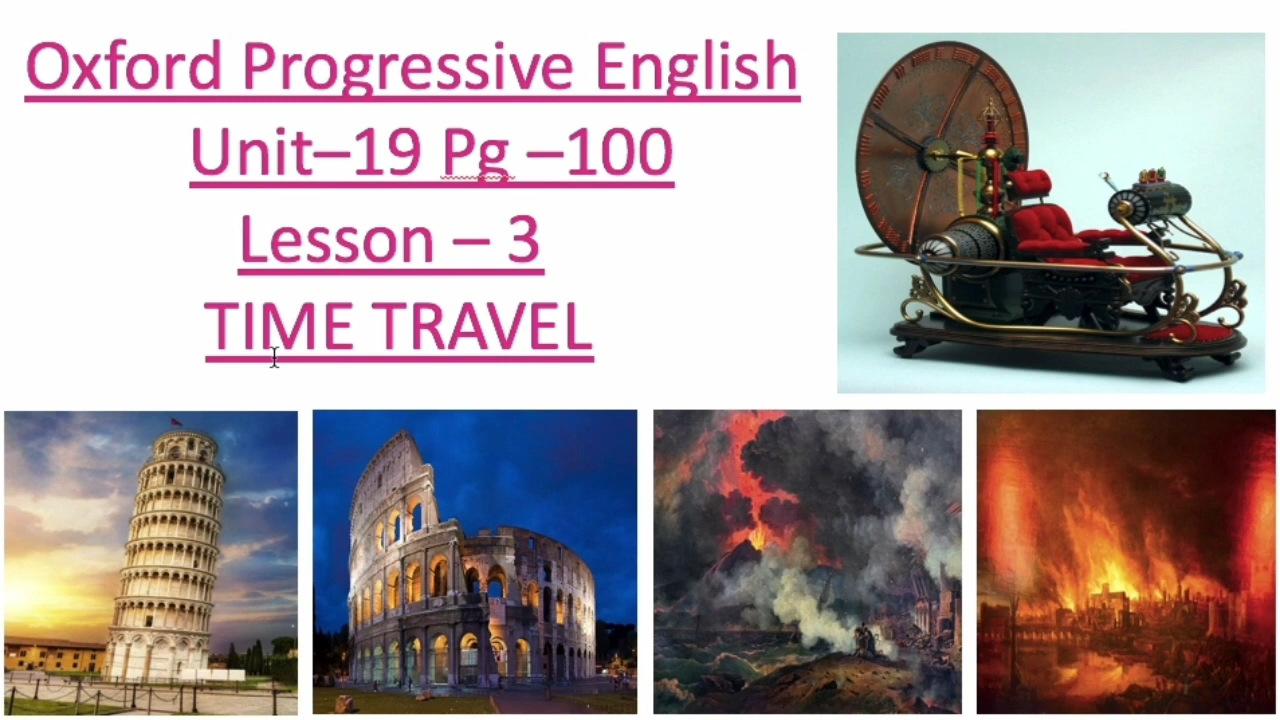 Oxford Progressive English
Unit–19 Pg –100
Lesson – 3
TIME TRAVEL